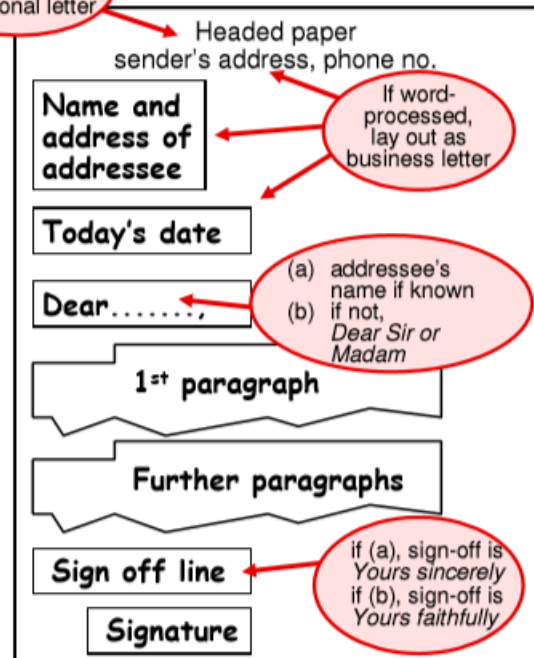 onal letter
Headed paper
sender's address, phone no.
Name and
address of
addressee
If word-
processed,
lay out as
business letter
Today's date
Dear.......,
(a) addressee's
name if known
(b) if not,
Dear Sir or
Madam
1st paragraph
Further paragraphs
Sign off line
if (a), sign-off is
Yours sincerely
if (b), sign-off is
Yours faithfully
Signature